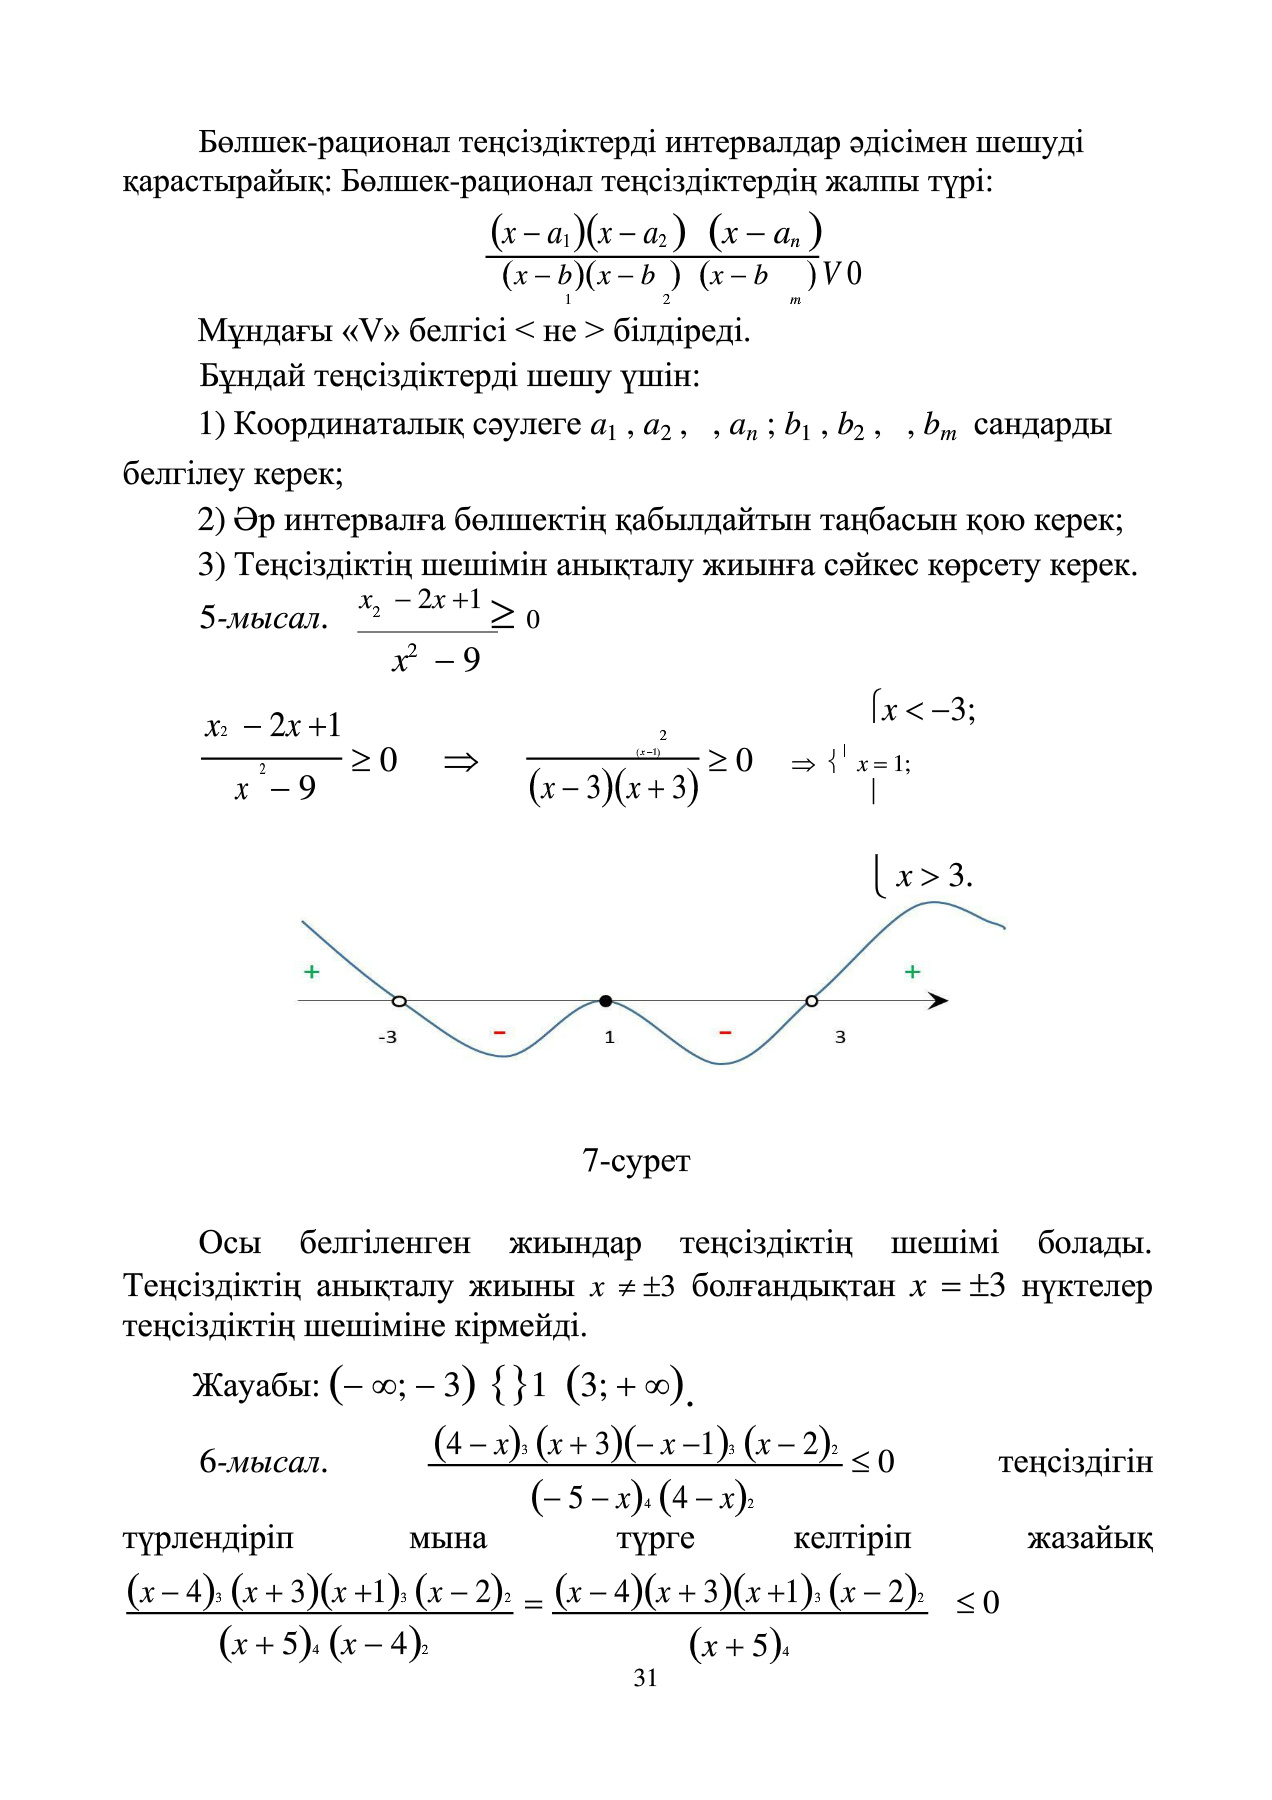 Бөлшек-рационал теңсіздіктерді интервалдар әдісімен шешуді
қарастырайық: Бөлшек-рационал теңсіздіктердің жалпы түрі:
(x − a₁)(x − a₂) (x − aₙ)
(x − b)(x − b ) (x − b ) V 0
1 2 m
Мұндағы «V» белгісі < не > білдіреді.
Бұндай теңсіздіктерді шешу үшін:
1) Координаталық сәулеге a₁ , a₂ , , aₙ ; b₁ , b₂ , , bₘ сандарды
белгілеу керек;
2) Әр интервалға бөлшектің қабылдайтын таңбасын қою керек;
3) Теңсіздіктің шешімін анықталу жиынға сәйкес көрсету керек.
5-мысал. x₂ − 2x +1 ≥ 0
x² − 9
⎧x < −3;
x₂ − 2x +1 ≥ 0 ⇒ (x−1)² ≥ 0 ⇒ {| x = 1;
x ² − 9 (x − 3)(x + 3) |
⎩ x > 3.
+ +
-3 − 1 − 3
7-сурет
Осы белгіленген жиындар теңсіздіктің шешімі болады.
Теңсіздіктің анықталу жиыны x ≠ ±3 болғандықтан x = ±3 нүктелер
теңсіздіктің шешіміне кірмейді.
Жауабы: (− ∞; − 3) { }1 (3; + ∞).
6-мысал. (4 − x)₃ (x + 3)(− x −1)₃ (x − 2)₂ ≤ 0 теңсіздігін
(− 5 − x)₄ (4 − x)₂
түрлендіріп мына түрге келтіріп жазайық
(x − 4)₃ (x + 3)(x +1)₃ (x − 2)₂ = (x − 4)(x + 3)(x +1)₃ (x − 2)₂ ≤ 0
(x + 5)₄ (x − 4)₂ (x + 5)₄
31